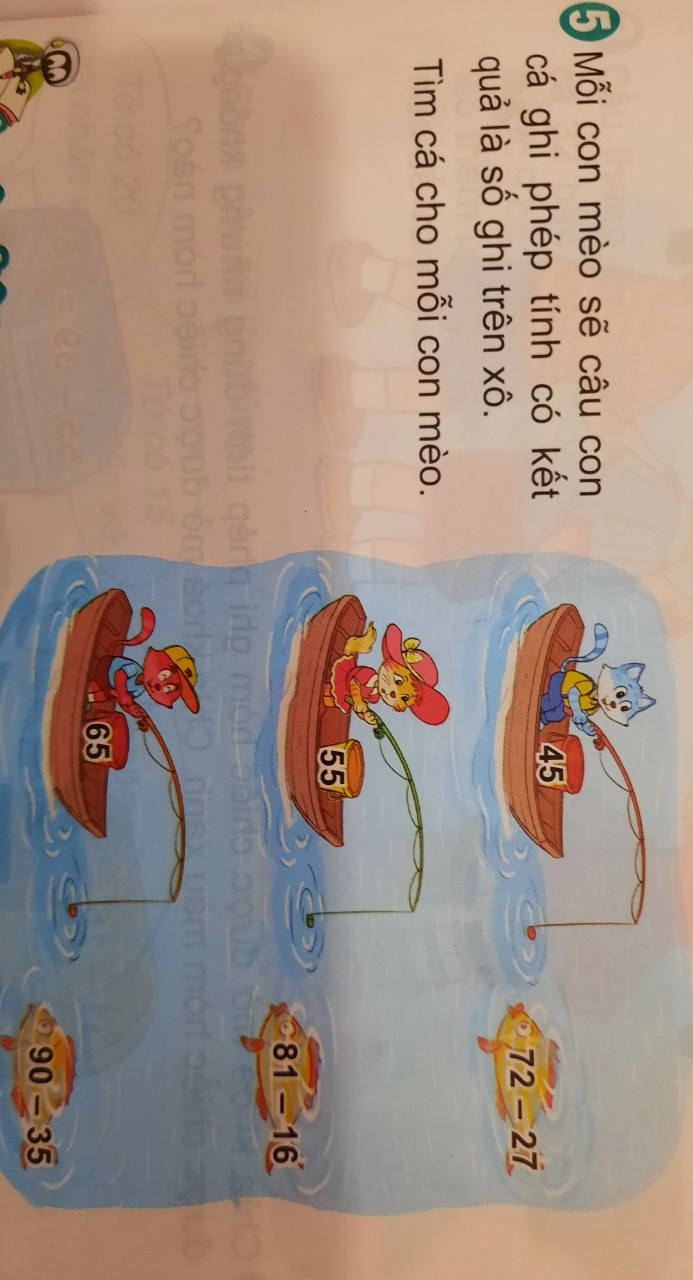 5 Mỗi con mèo sẽ câu con
cá ghi phép tính có kết
quả là số ghi trên xô.
Tìm cá cho mỗi con mèo.
45
72 – 27
55
81 – 16
65
90 – 35